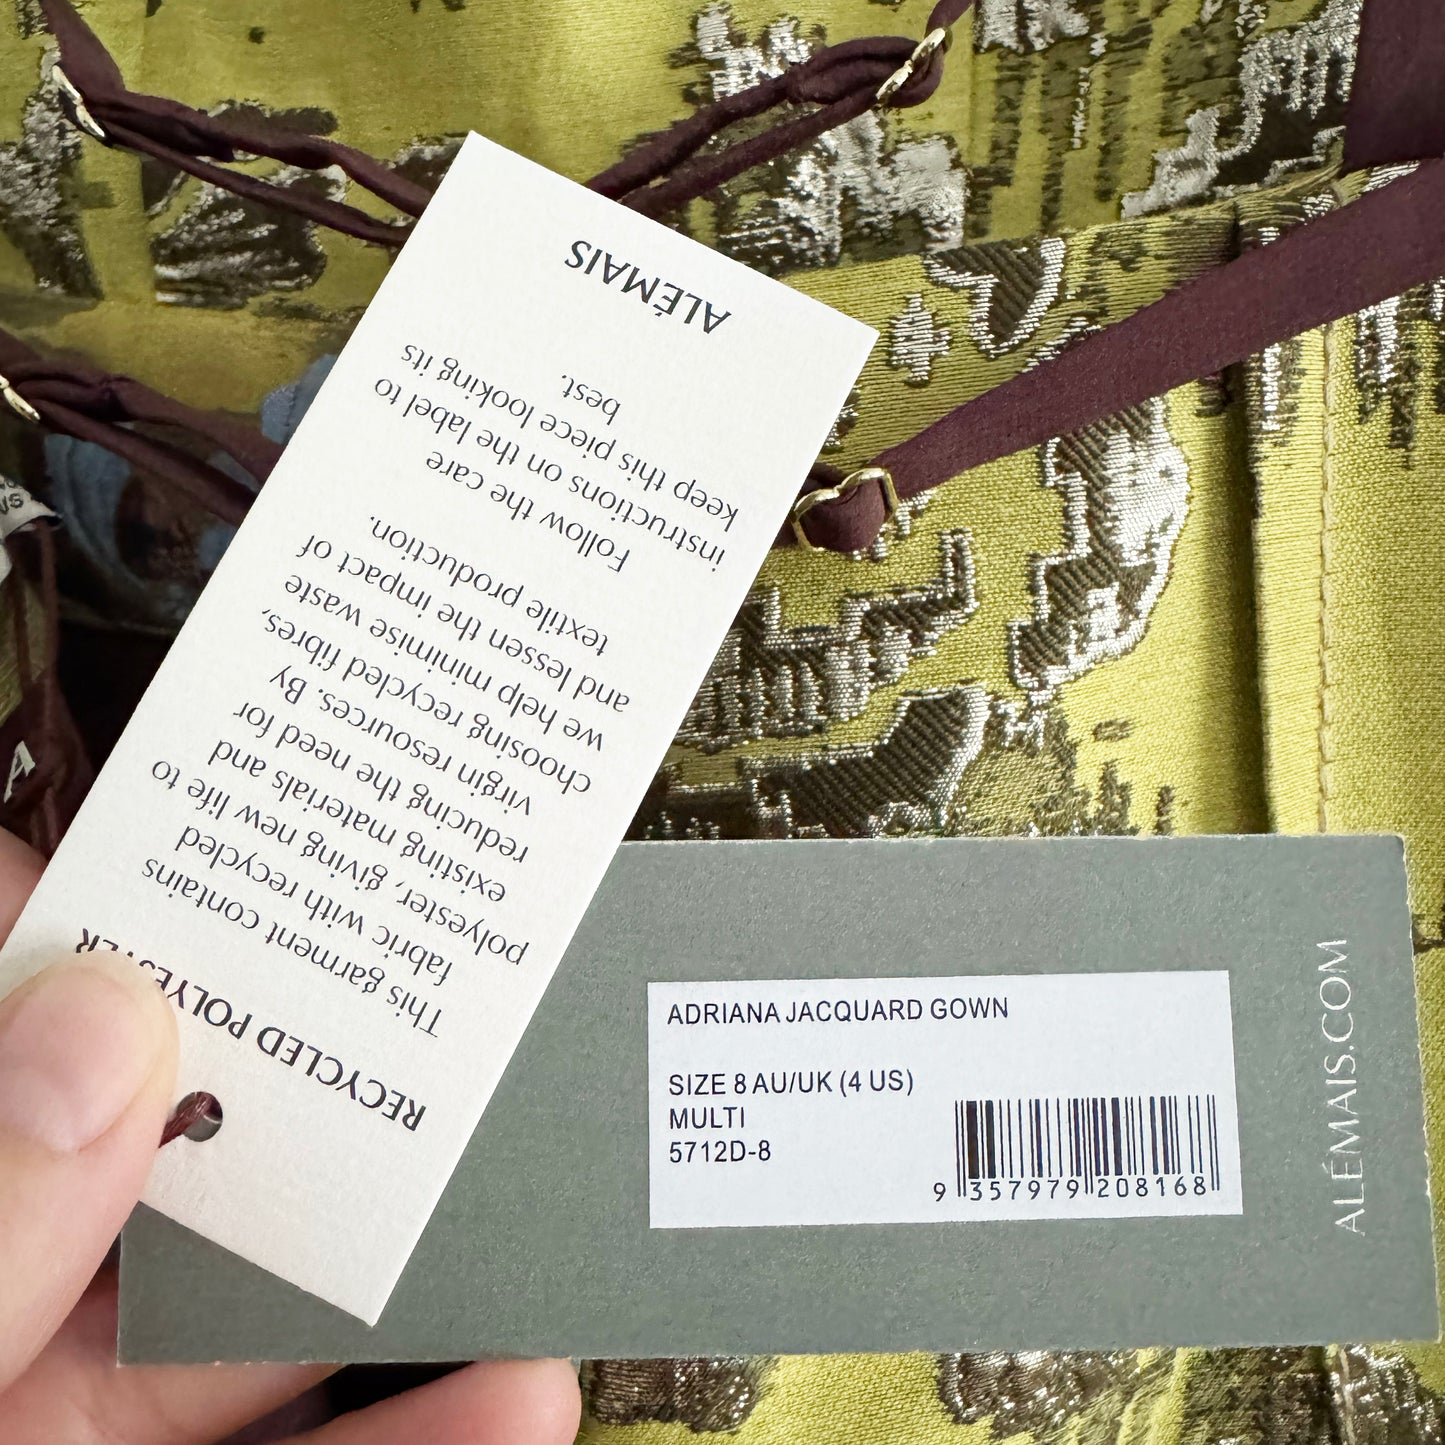 RECYCLED POLYESTER
This garment contains
fabric with recycled
polyester, giving new life to
existing materials and
reducing the need for
virgin resources. By
choosing recycled fibres,
we help minimise waste
and lessen the impact of
textile production.
Follow the care
instructions on the label to
keep this piece looking its
best.
ALÉMAIS
ADRIANA JACQUARD GOWN
SIZE 8 AU/UK (4 US)
MULTI
5712D-8
9 357979 208168
ALÉMAIS.COM
A